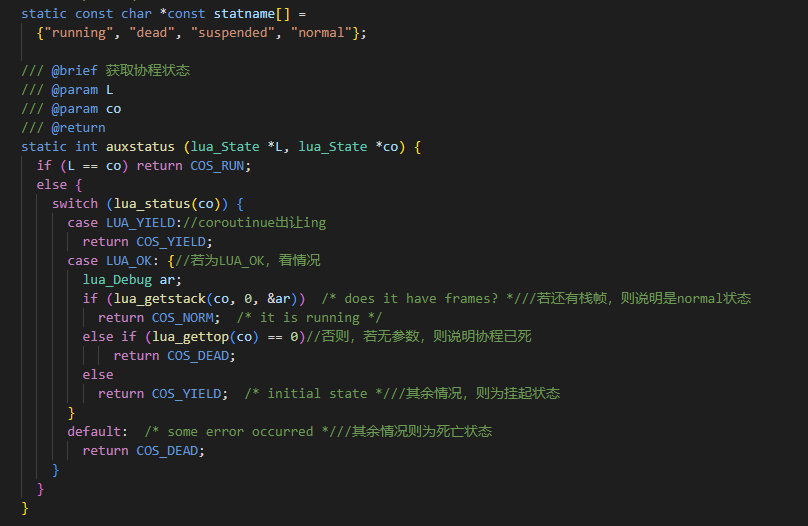 static const char *const statname[] =
{"running", "dead", "suspended", "normal"};
/// @brief 获取协程状态
/// @param L
/// @param co
/// @return
static int auxstatus (lua_State *L, lua_State *co) {
if (L == co) return COS_RUN;
else {
switch (lua_status(co)) {
case LUA_YIELD://coroutinue出让ing
return COS_YIELD;
case LUA_OK: {//若为LUA_OK，看情况
lua_Debug ar;
if (lua_getstack(co, 0, &ar))  /* does it have frames? *///若还有栈帧，则说明是normal状态
return COS_NORM;  /* it is running */
else if (lua_gettop(co) == 0)//否则，若无参数，则说明协程已死
return COS_DEAD;
else
return COS_YIELD;  /* initial state *///其余情况，则为挂起状态
}
default:  /* some error occurred *///其余情况则为死亡状态
return COS_DEAD;
}
}
}